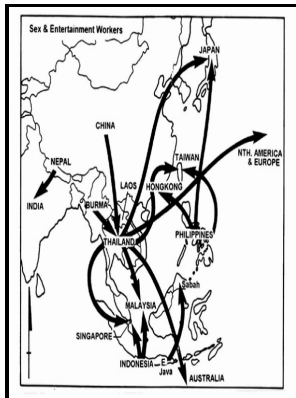 Sex & Entertainment Workers
JAPAN
CHINA
TAIWAN
NTH. AMERICA
& EUROPE
NEPAL
LAOS
HONGKONG
INDIA
BURMA
THAILAND
PHILIPPINES
Sabah
MALAYSIA
SINGAPORE
INDONESIA
E.
Java
AUSTRALIA